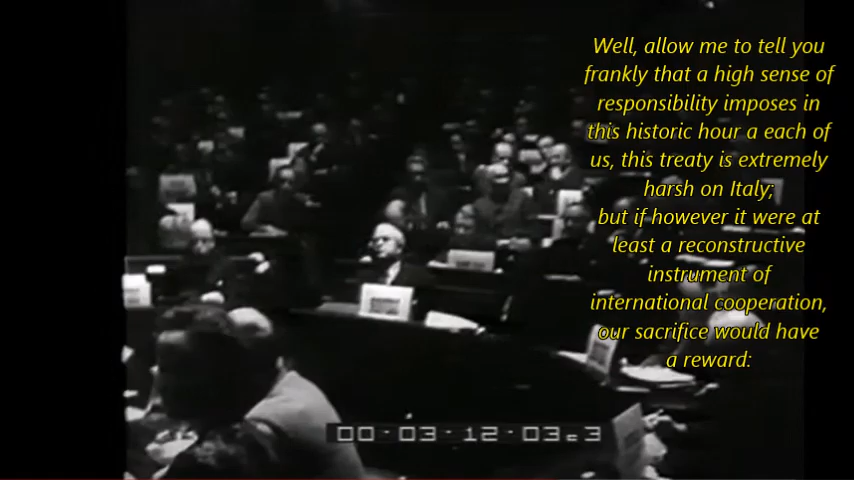 Well, allow me to tell you
frankly that a high sense of
responsibility imposes in
this historic hour a each of
us, this treaty is extremely
harsh on Italy;
but if however it were at
least a reconstructive
instrument of
international cooperation,
our sacrifice would have
a reward:
00·03·12·03.3